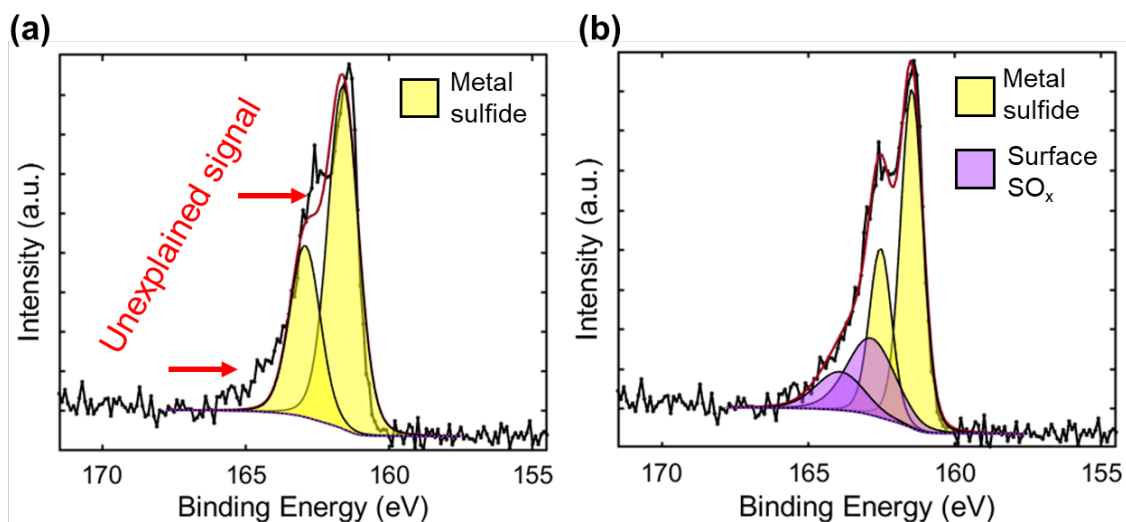 (a)
Unexplained signal
Metal
sulfide
Intensity (a.u.)
170 165 160 155
Binding Energy (eV)
(b)
Metal
sulfide
Surface
SOₓ
Intensity (a.u.)
170 165 160 155
Binding Energy (eV)